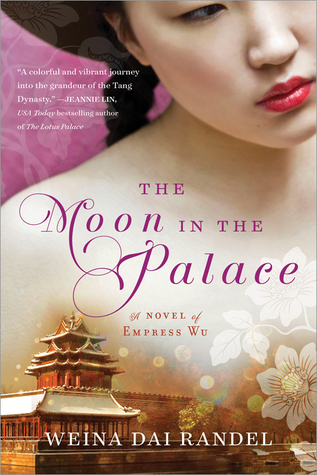 “A colorful and vibrant journey
into the grandeur of the Tang
Dynasty.” —JEANNIE LIN,
USA Today bestselling author
of The Lotus Palace
THE
Moon IN THE
Palace
A NOVEL of
EMPRESS WU
WEINA DAI RANDEL